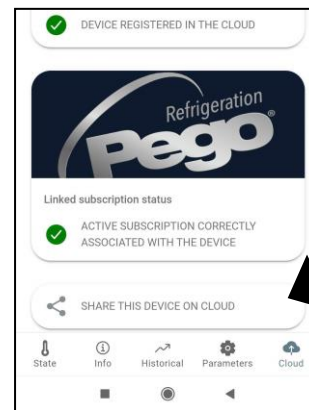 DEVICE REGISTERED IN THE CLOUD
Refrigeration
Pego®
Linked subscription status
ACTIVE SUBSCRIPTION CORRECTLY
ASSOCIATED WITH THE DEVICE
SHARE THIS DEVICE ON CLOUD
State Info Historical Parameters Cloud